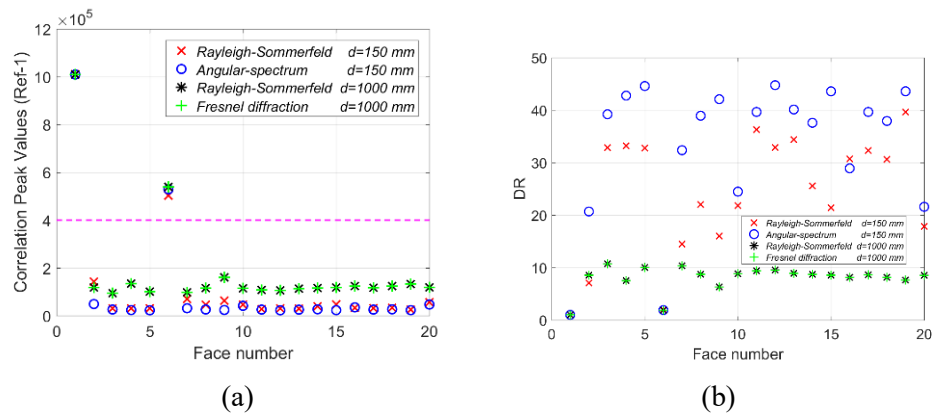 ×10⁵
12
10
8
6
4
2
0
Correlation Peak Values (Ref-1)
Rayleigh-Sommerfeld d=150 mm
Angular-spectrum d=150 mm
Rayleigh-Sommerfeld d=1000 mm
Fresnel diffraction d=1000 mm
0 5 10 15 20
Face number
(a)
50
40
30
20
10
0
DR
Rayleigh-Sommerfeld d=150 mm
Angular-spectrum d=150 mm
Rayleigh-Sommerfeld d=1000 mm
Fresnel diffraction d=1000 mm
0 5 10 15 20
Face number
(b)